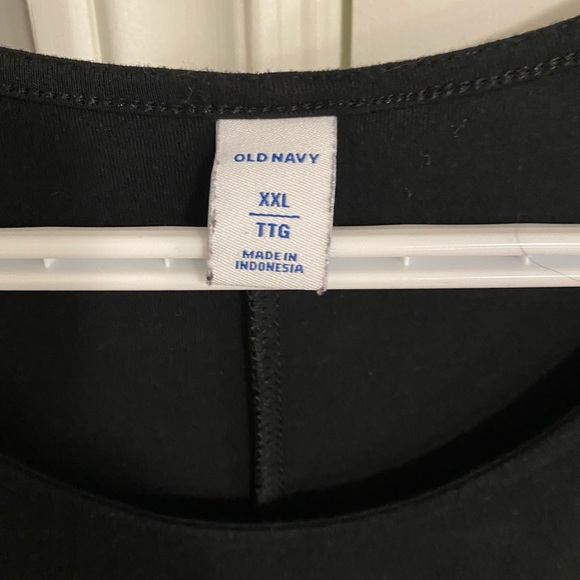 OLD NAVY
XXL
TTG
MADE IN
INDONESIA